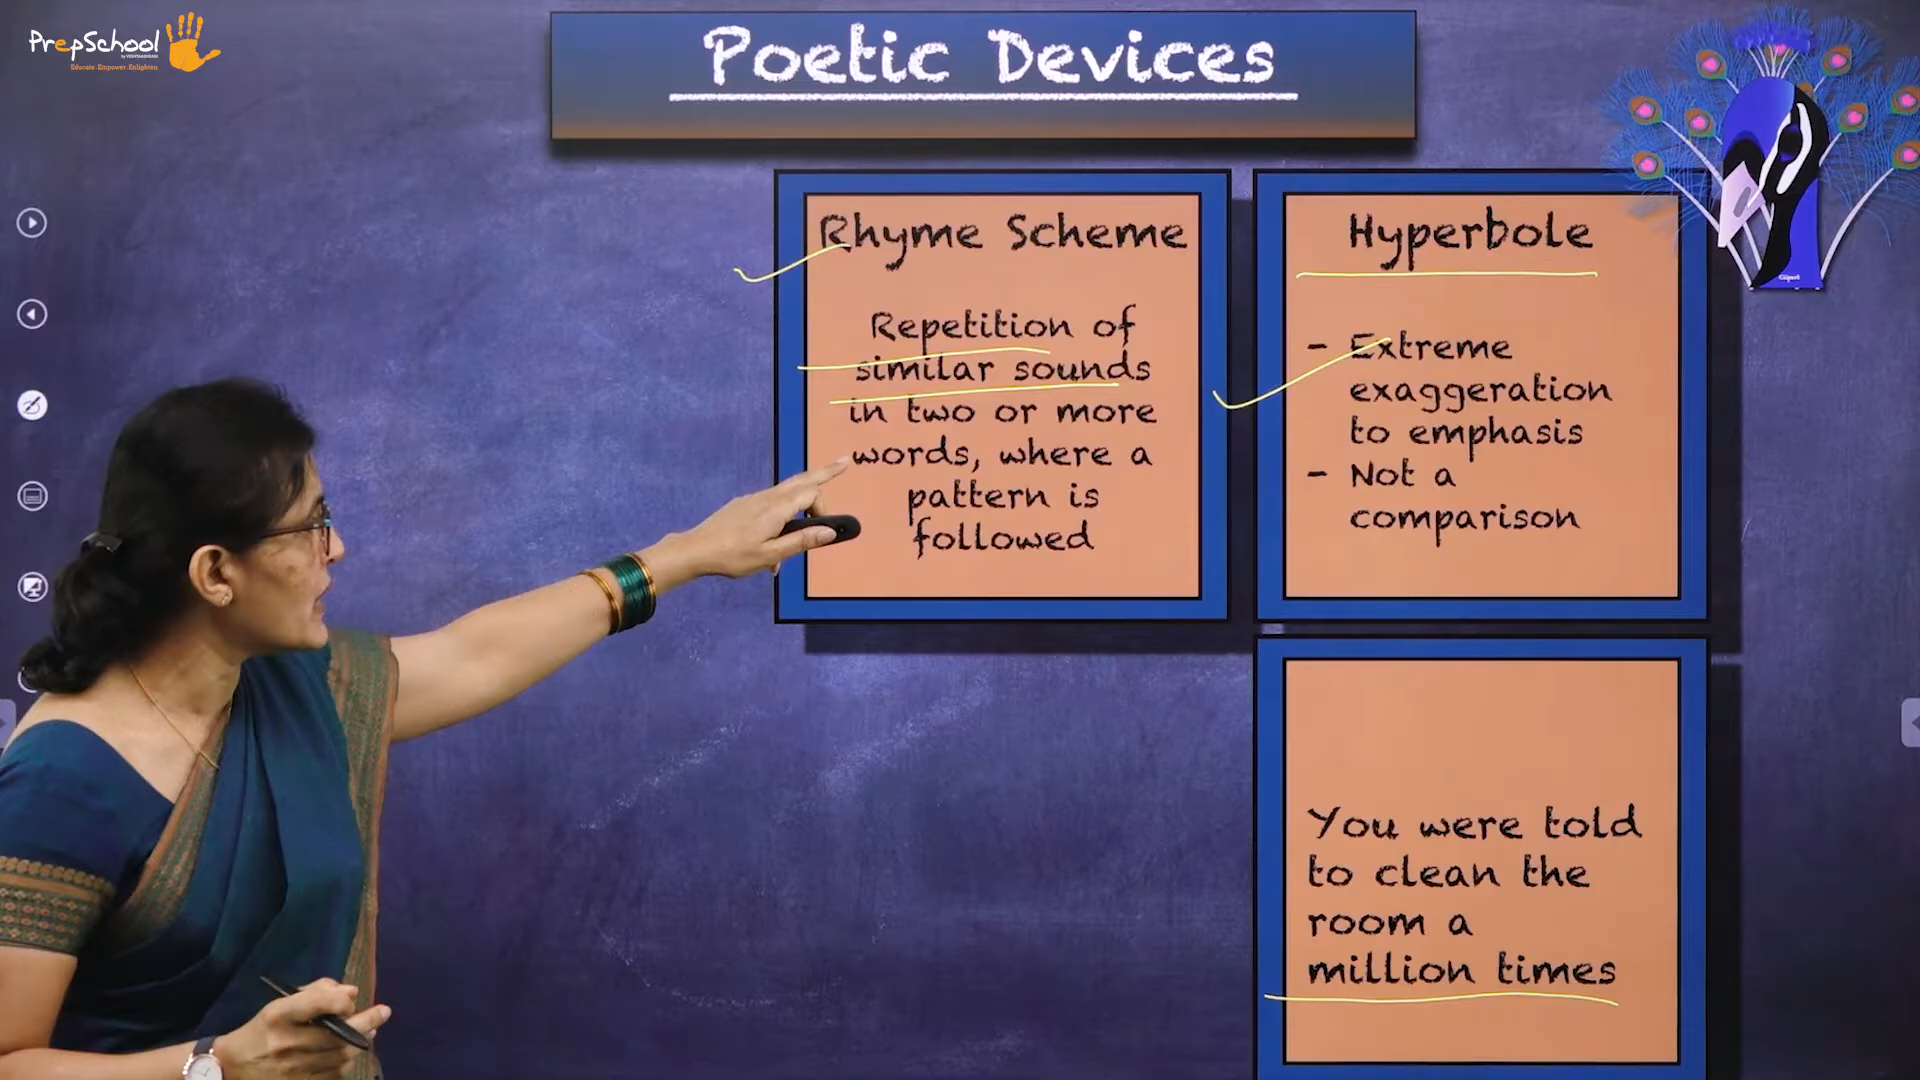 PrepSchool
Educate. Empower. Enlighten
Poetic Devices
Rhyme Scheme
Repetition of
similar sounds
in two or more
words, where a
pattern is
followed
Hyperbole
- Extreme
exaggeration
to emphasis
- Not a
comparison
You were told
to clean the
room a
million times
Clipart